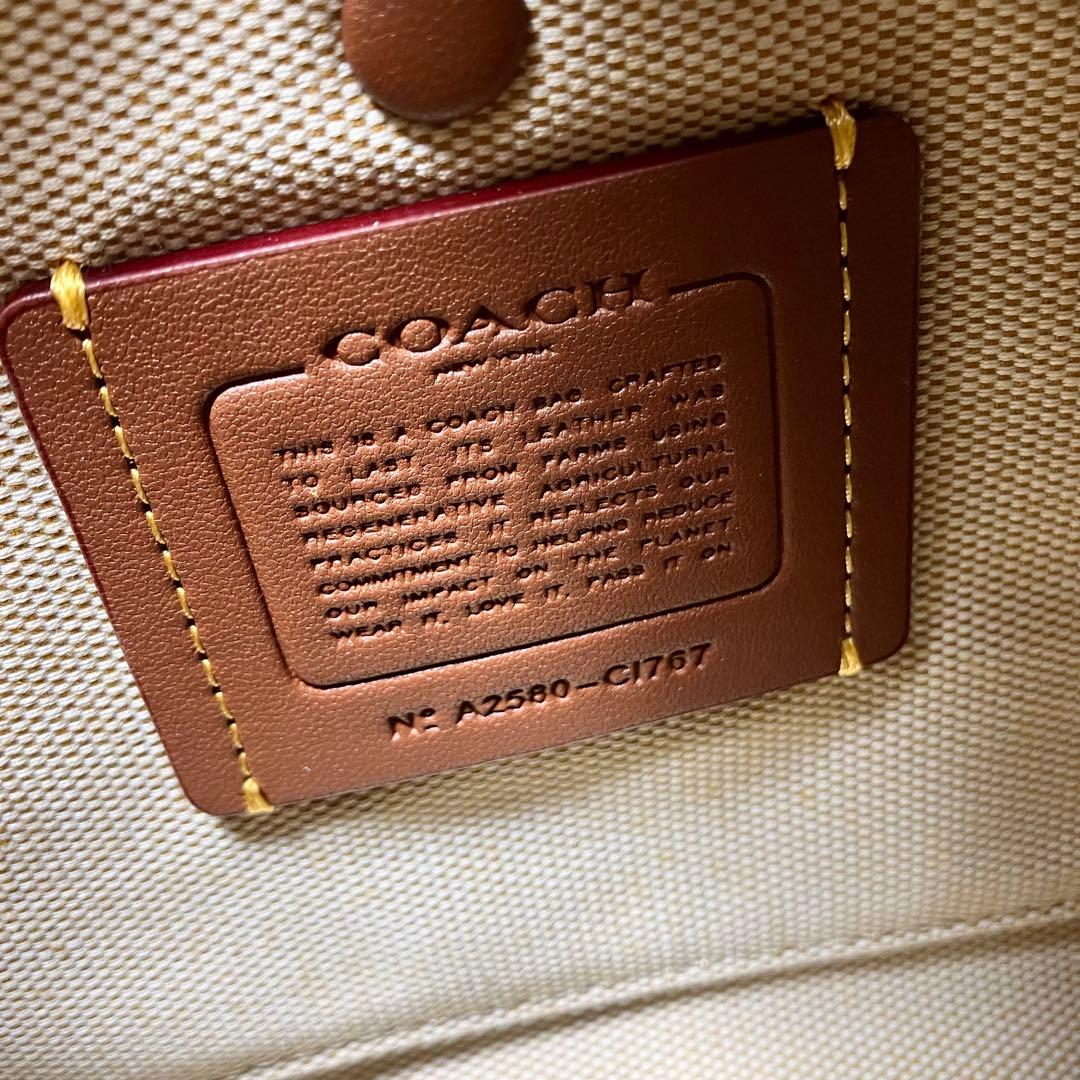 COACH
NEW YORK
THIS IS A COACH BAG CRAFTED
TO LAST. ITS LEATHER WAS
SOURCED FROM FARMS USING
REGENERATIVE AGRICULTURAL
PRACTICES. IT REFLECTS OUR
COMMITMENT TO HELPING REDUCE
OUR IMPACT ON THE PLANET.
WEAR IT. LOVE IT. PASS IT ON
Nº A2580-CI767